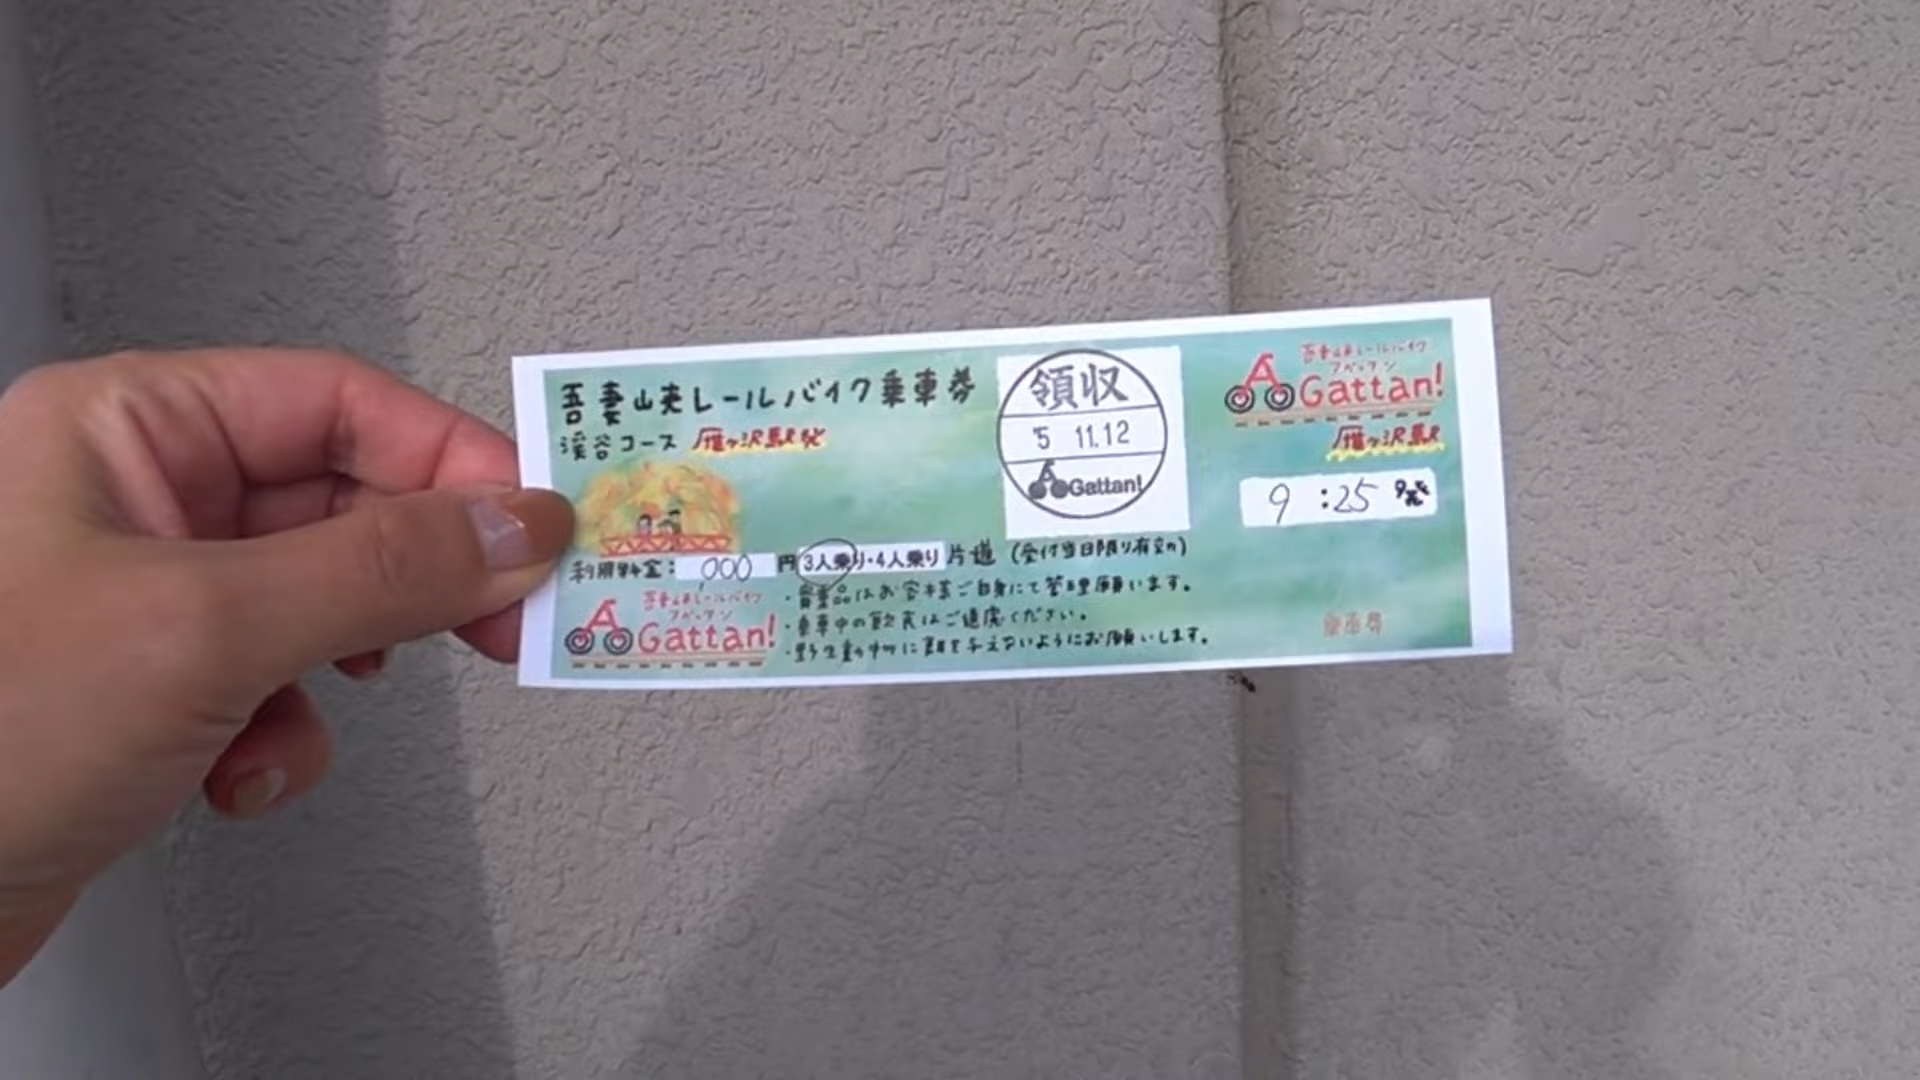 吾妻峡レールバイク乗車券
渓谷コース 雁ヶ沢駅発
利用料金: 000 円 3人乗り・4人乗り 片道 (受付当日限り有効)
吾妻峡レールバイク
アガッタン
A Gattan!
・貴重品はお客様ご自身にて管理願います。
・乗車中の飲食はご遠慮ください。
・野生動物に餌を与えないようにお願いします。
領収
'5 11.12
A Gattan!
吾妻峡レールバイク
アガッタン
A Gattan!
雁ヶ沢駅
9:25 発
乗車券